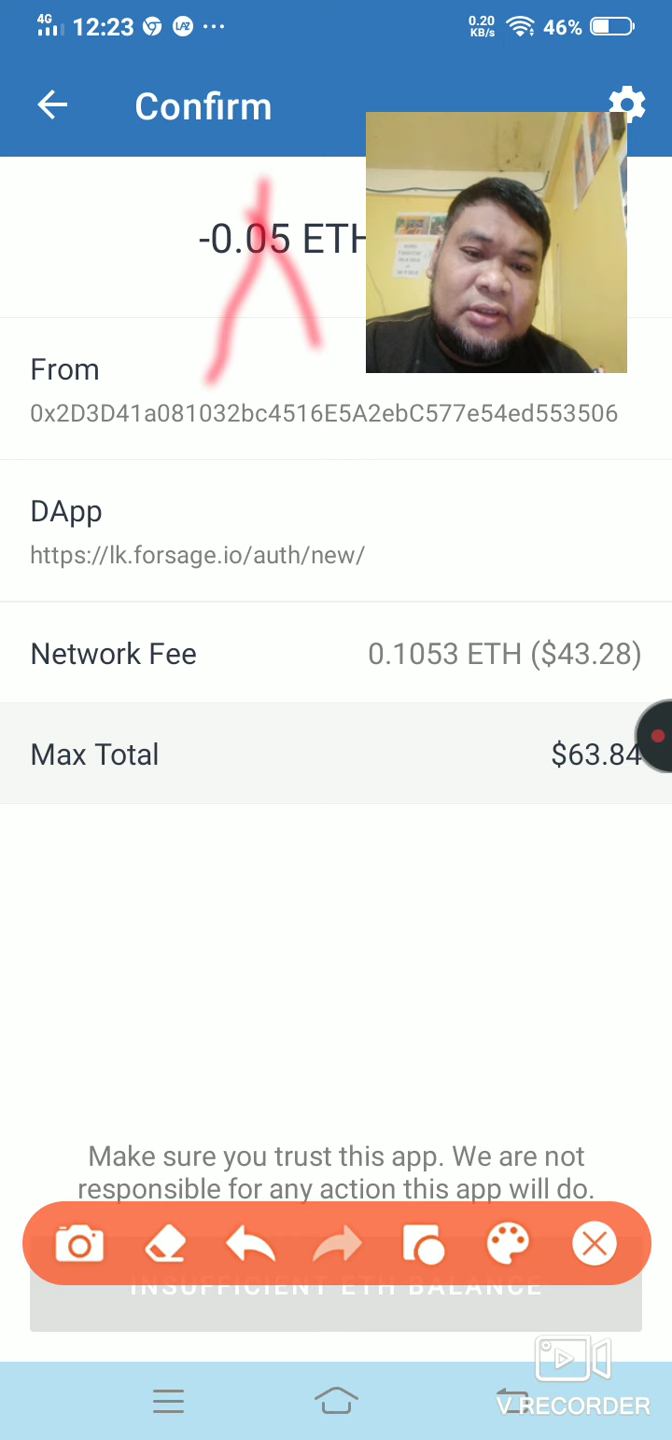 4G 12:23 LAZ ... 0.20 KB/s 46%
Confirm
-0.05 ETH
From
0x2D3D41a081032bc4516E5A2ebC577e54ed553506
DApp
https://lk.forsage.io/auth/new/
Network Fee 0.1053 ETH ($43.28)
Max Total $63.84
Make sure you trust this app. We are not
responsible for any action this app will do.
INSUFFICIENT ETH BALANCE
V RECORDER